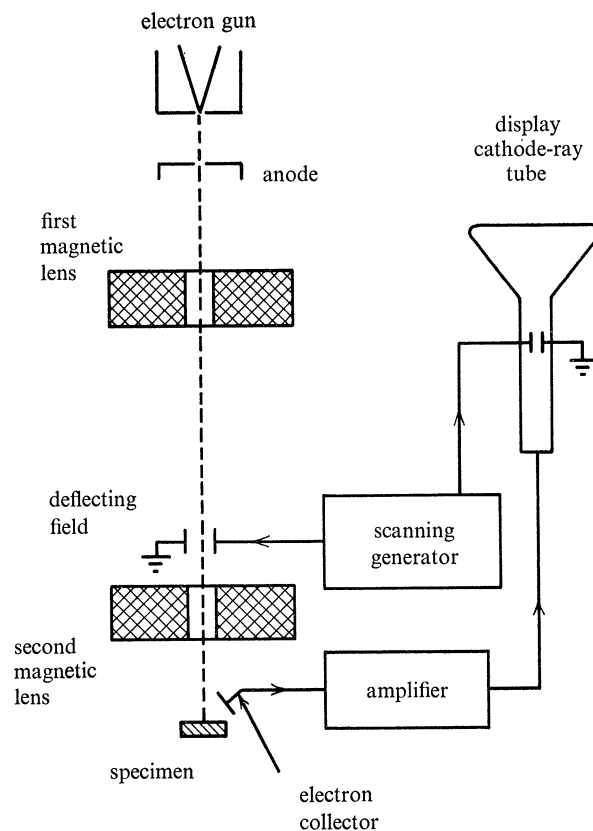 electron gun
display
cathode-ray
tube
anode
first
magnetic
lens
deflecting
field
scanning
generator
second
magnetic
lens
amplifier
specimen
electron
collector